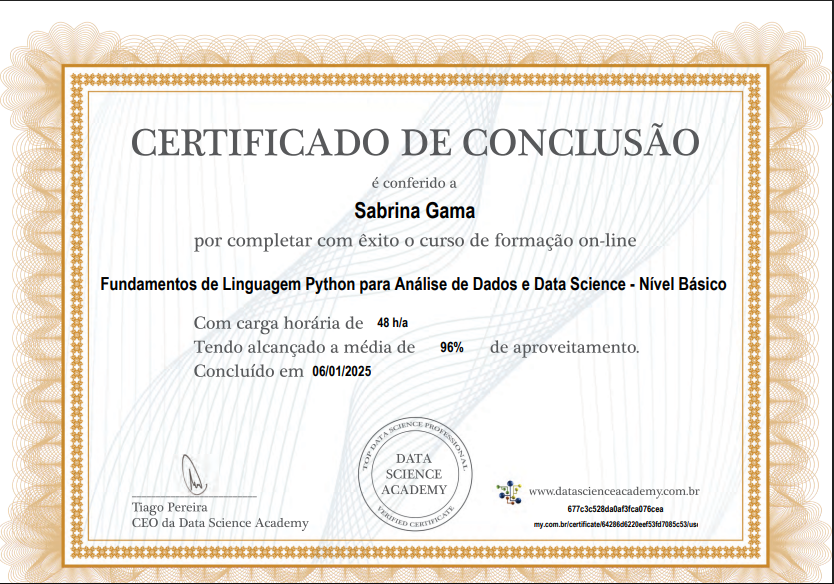 CERTIFICADO DE CONCLUSÃO
é conferido a
Sabrina Gama
por completar com êxito o curso de formação on-line
Fundamentos de Linguagem Python para Análise de Dados e Data Science - Nível Básico
Com carga horária de 48 h/a
Tendo alcançado a média de 96% de aproveitamento.
Concluído em 06/01/2025
TOP DATA SCIENCE PROFESSIONAL
DATA
SCIENCE
ACADEMY
VERIFIED CERTIFICATE
Tiago Pereira
CEO da Data Science Academy
www.datascienceacademy.com.br
677c3c528da0af3fca076cea
my.com.br/certificate/64286d6220eef53fd7085c53/use